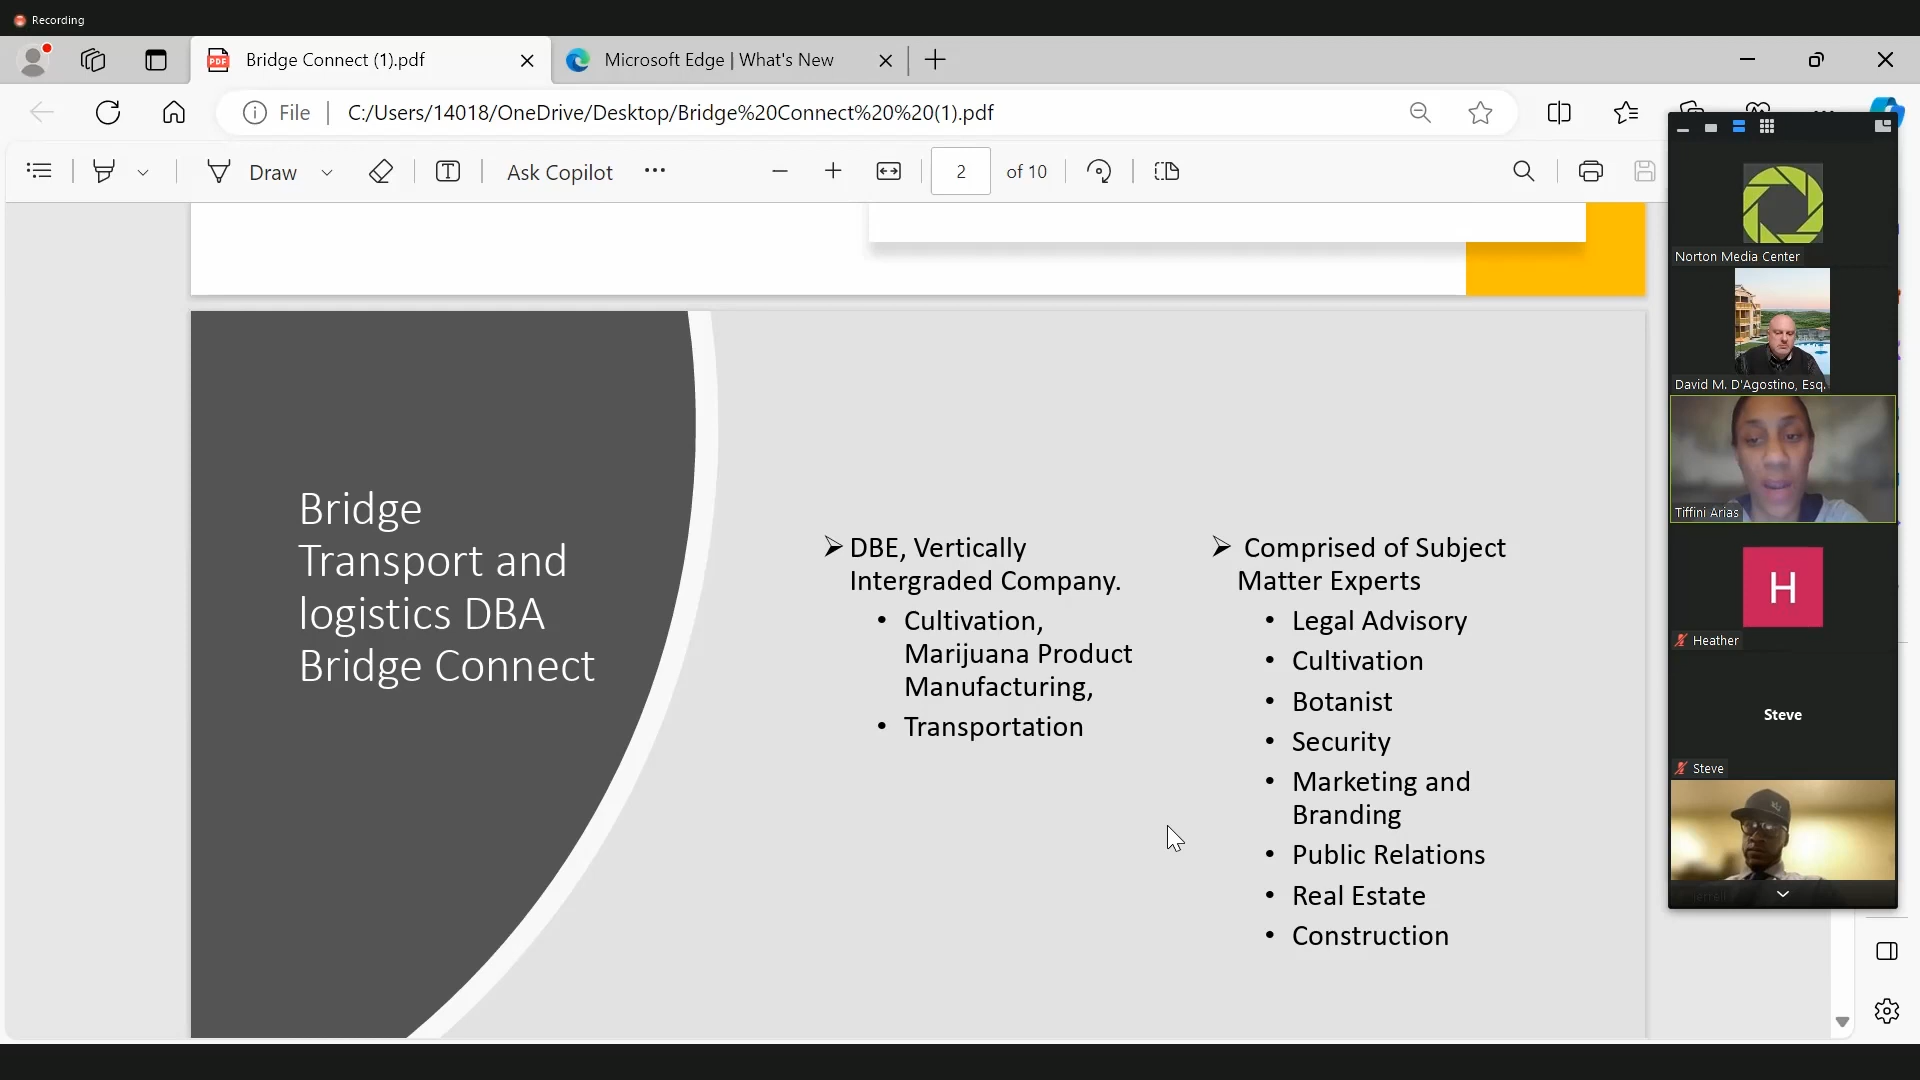 Recording
Bridge Connect (1).pdf
Microsoft Edge | What's New
File
C:/Users/14018/OneDrive/Desktop/Bridge%20Connect%20%20(1).pdf
Draw
Ask Copilot
2
of 10
Bridge
Transport and
logistics DBA
Bridge Connect
➢ DBE, Vertically
Intergraded Company.
• Cultivation,
Marijuana Product
Manufacturing,
• Transportation
➢ Comprised of Subject
Matter Experts
• Legal Advisory
• Cultivation
• Botanist
• Security
• Marketing and
Branding
• Public Relations
• Real Estate
• Construction
Norton Media Center
David M. D'Agostino, Esq.
Tiffini Arias
H
Heather
Steve
Steve